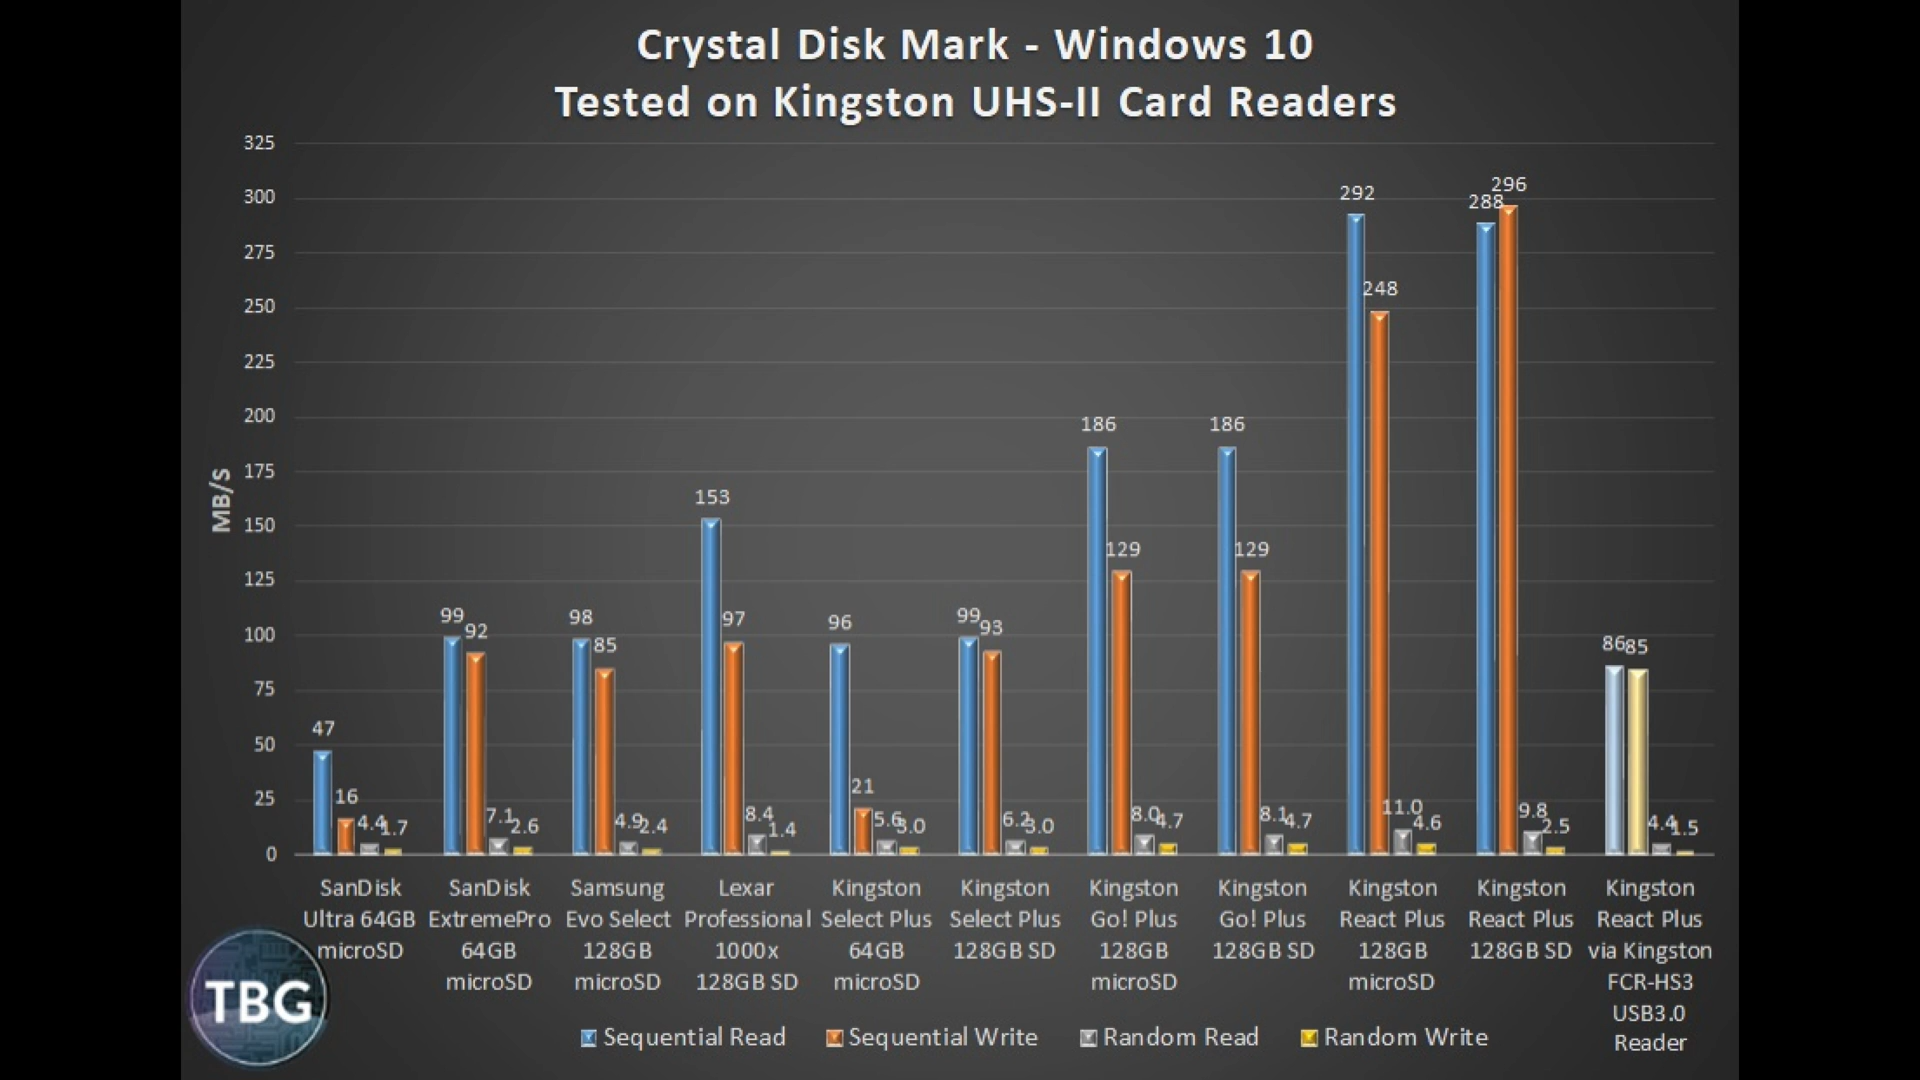 Crystal Disk Mark - Windows 10
Tested on Kingston UHS-II Card Readers
MB/S
325
300
275
250
225
200
175
150
125
100
75
50
25
0
47
16
4.4
1.7
99
92
7.1
2.6
98
85
4.9
2.4
153
97
8.4
1.4
96
21
5.6
3.0
99
93
6.2
3.0
186
129
8.0
4.7
186
129
8.1
4.7
292
248
11.0
4.6
288
296
9.8
2.5
86
85
4.4
1.5
SanDisk
Ultra 64GB
microSD
SanDisk
ExtremePro
64GB
microSD
Samsung
Evo Select
128GB
microSD
Lexar
Professional
1000x
128GB SD
Kingston
Select Plus
64GB
microSD
Kingston
Select Plus
128GB SD
Kingston
Go! Plus
128GB
microSD
Kingston
Go! Plus
128GB SD
Kingston
React Plus
128GB
microSD
Kingston
React Plus
128GB SD
Kingston
React Plus
via Kingston
FCR-HS3
USB3.0
Reader
Sequential Read
Sequential Write
Random Read
Random Write
TBG